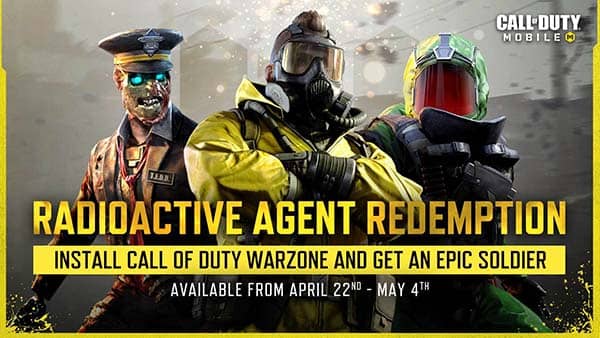 CALL OF DUTY
MOBILE
T.E.D.D.
RADIOACTIVE AGENT REDEMPTION
INSTALL CALL OF DUTY WARZONE AND GET AN EPIC SOLDIER
AVAILABLE FROM APRIL 22ND - MAY 4TH